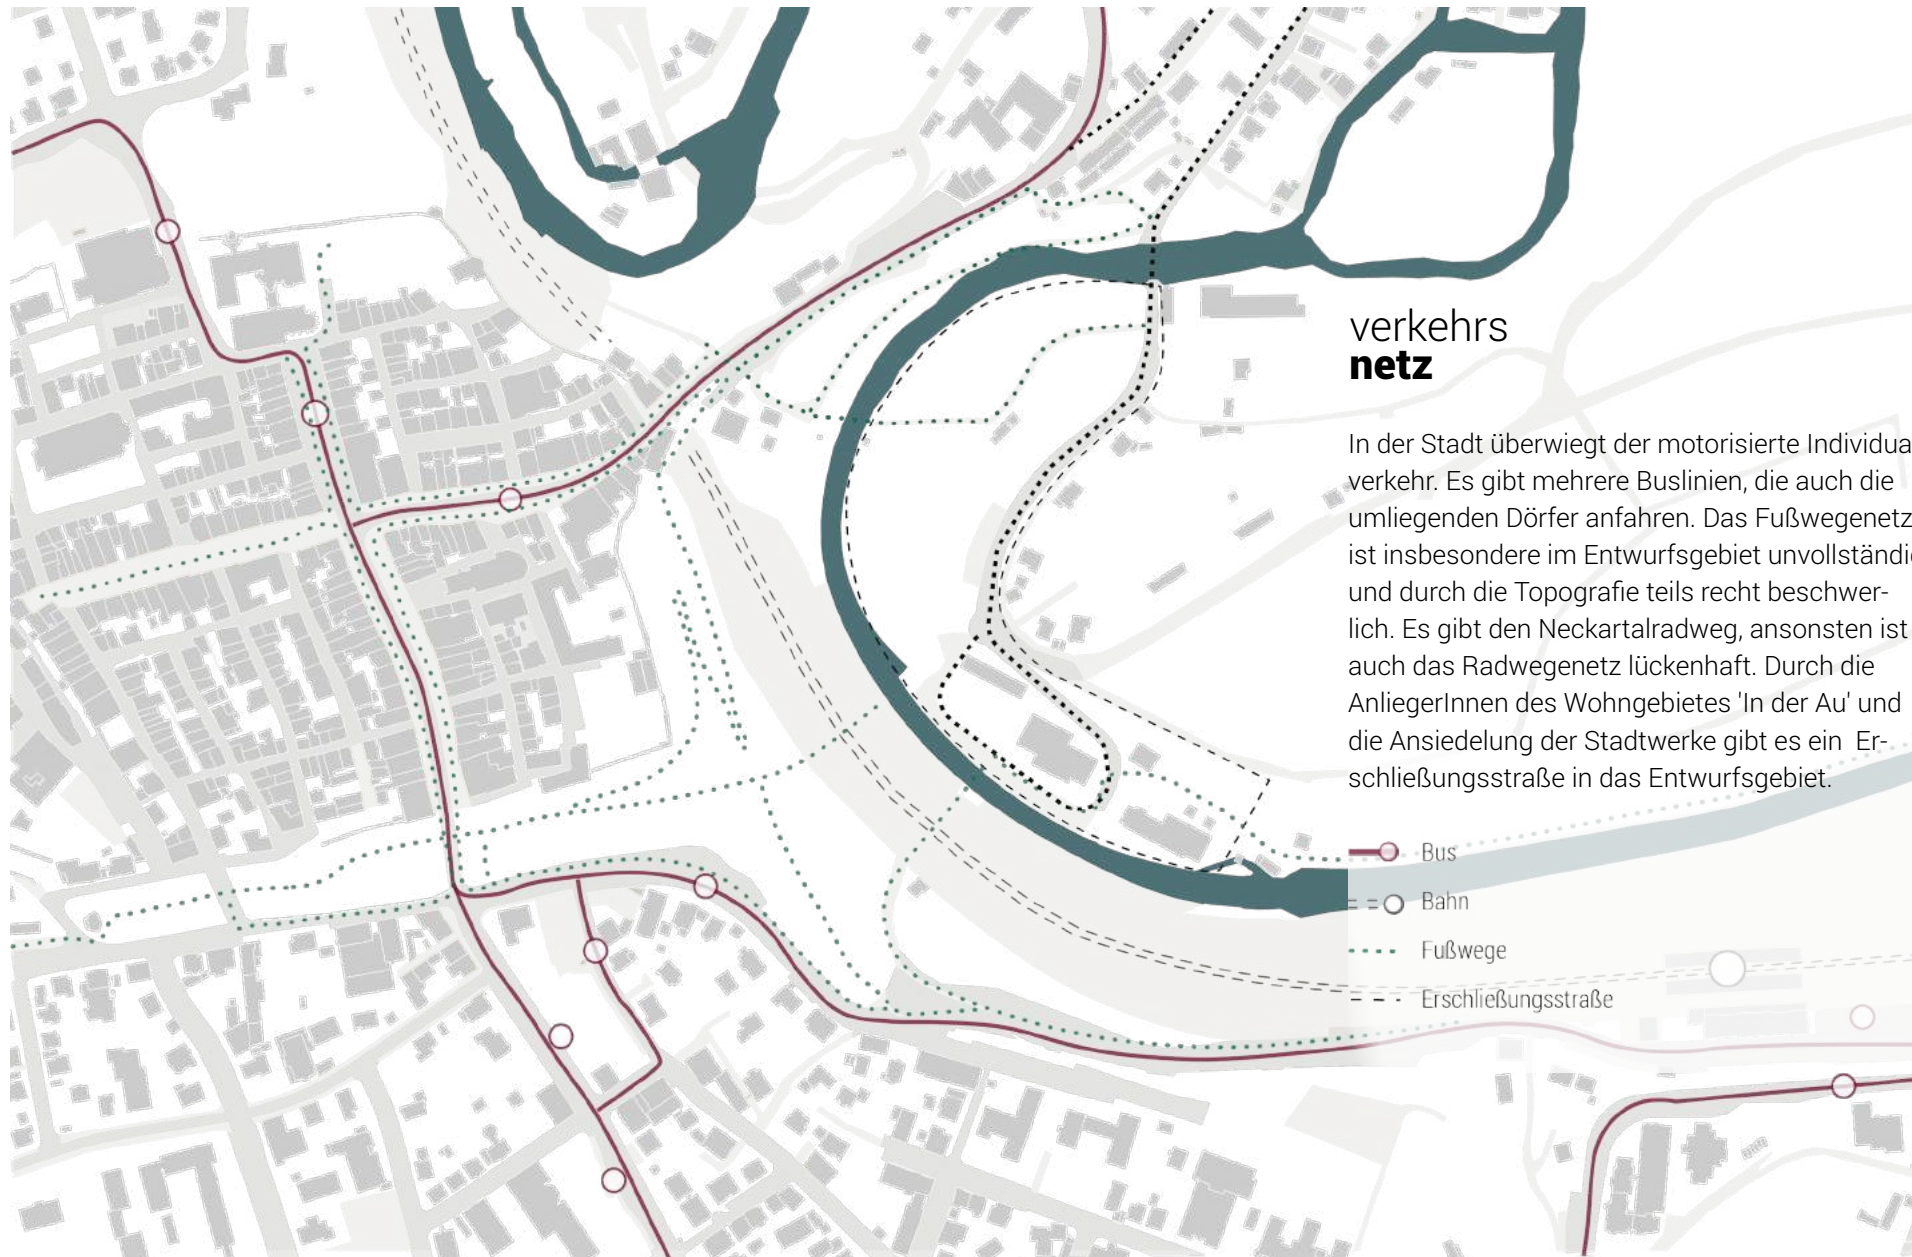 verkehrs
netz
In der Stadt überwiegt der motorisierte Individua
verkehr. Es gibt mehrere Buslinien, die auch die
umliegenden Dörfer anfahren. Das Fußwegenetz
ist insbesondere im Entwurfsgebiet unvollständi
und durch die Topografie teils recht beschwer-
lich. Es gibt den Neckartalradweg, ansonsten ist
auch das Radwegenetz lückenhaft. Durch die
AnliegerInnen des Wohngebietes 'In der Au' und
die Ansiedelung der Stadtwerke gibt es ein Er-
schließungsstraße in das Entwurfsgebiet.
Bus
Bahn
Fußwege
Erschließungsstraße